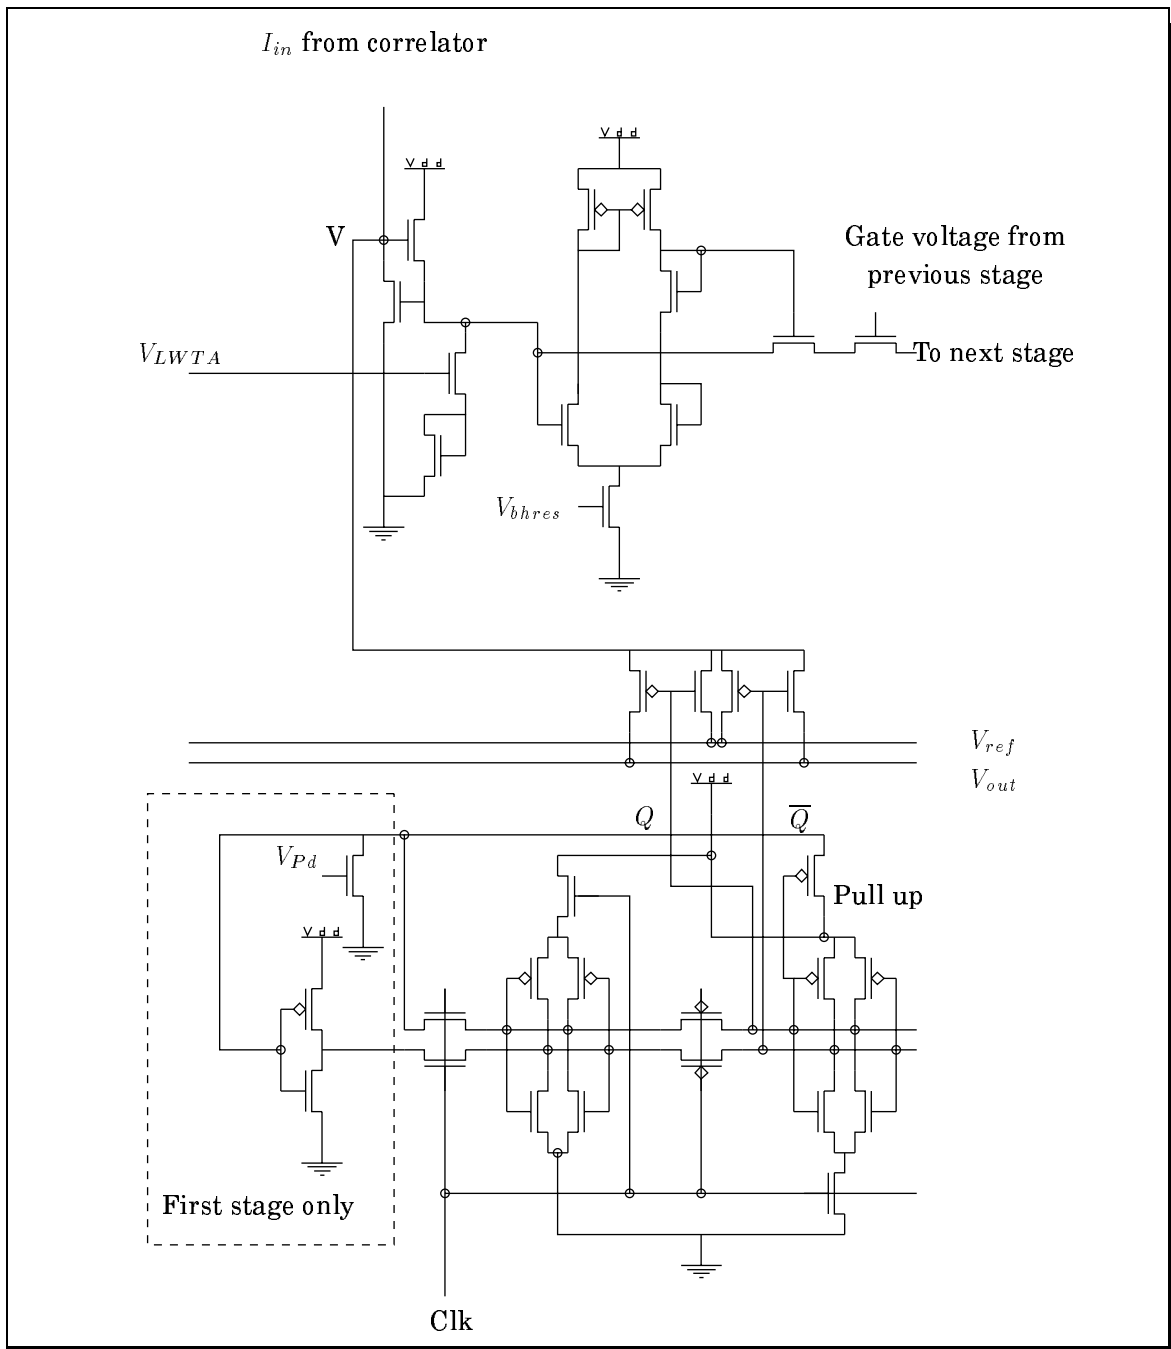 I_in from correlator
Vdd
Vdd
V
Gate voltage from
previous stage
V_LWTA
To next stage
V_bhres
V_ref
V_out
Vdd
Q
Q̅
V_Pd
Pull up
Vdd
First stage only
Clk